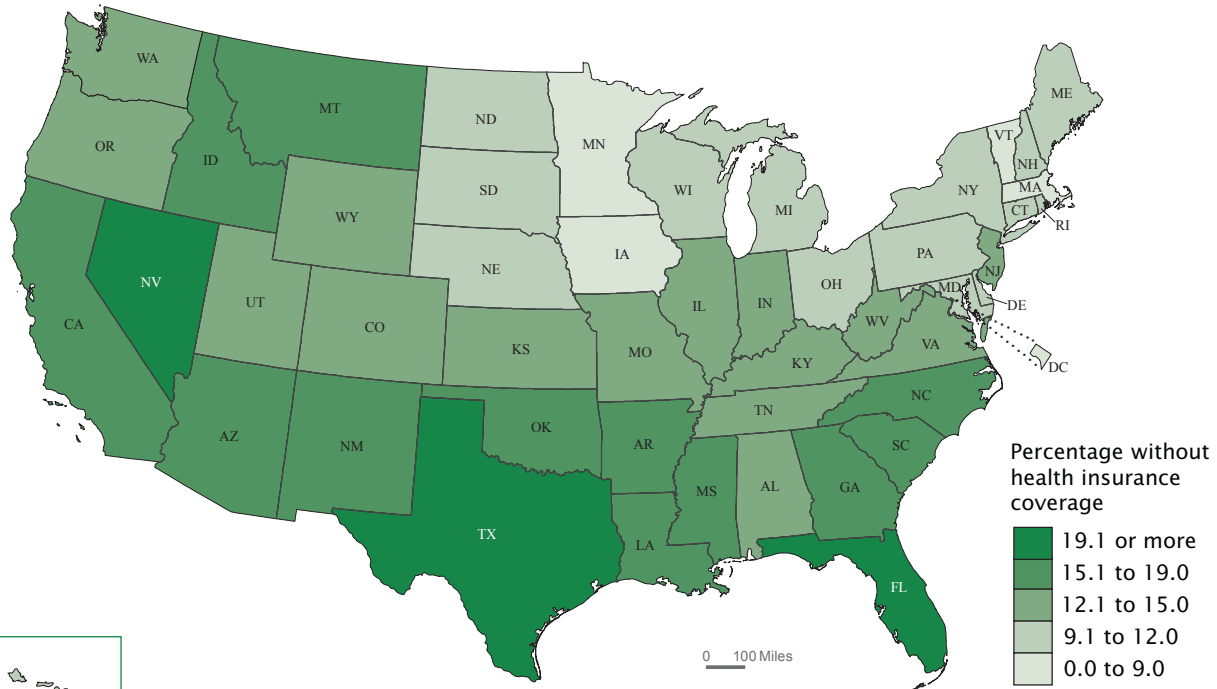 WA
MT
ME
ND
OR
MN
VT
ID
NH
SD
WI
NY
MA
WY
MI
CT
RI
IA
PA
NE
NV
OH
NJ
UT
IL
IN
MD
DE
CA
CO
WV
VA
KS
MO
KY
DC
NC
TN
AZ
NM
OK
AR
SC
MS
AL
GA
TX
LA
FL
Percentage without
health insurance
coverage
19.1 or more
15.1 to 19.0
12.1 to 15.0
9.1 to 12.0
0.0 to 9.0
0 100 Miles